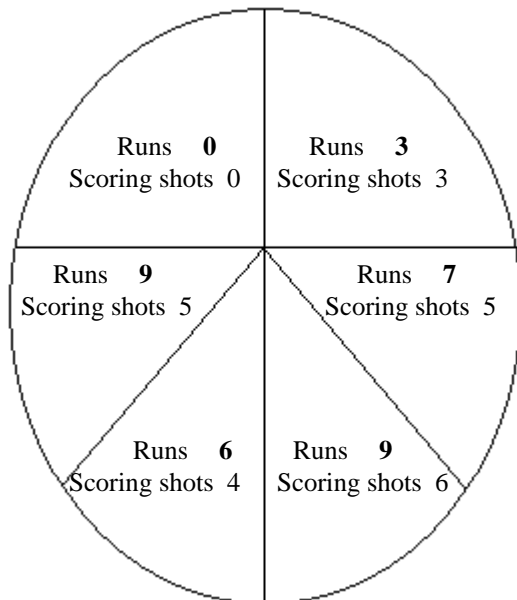 Runs 0
Scoring shots 0
Runs 3
Scoring shots 3
Runs 9
Scoring shots 5
Runs 7
Scoring shots 5
Runs 6
Scoring shots 4
Runs 9
Scoring shots 6